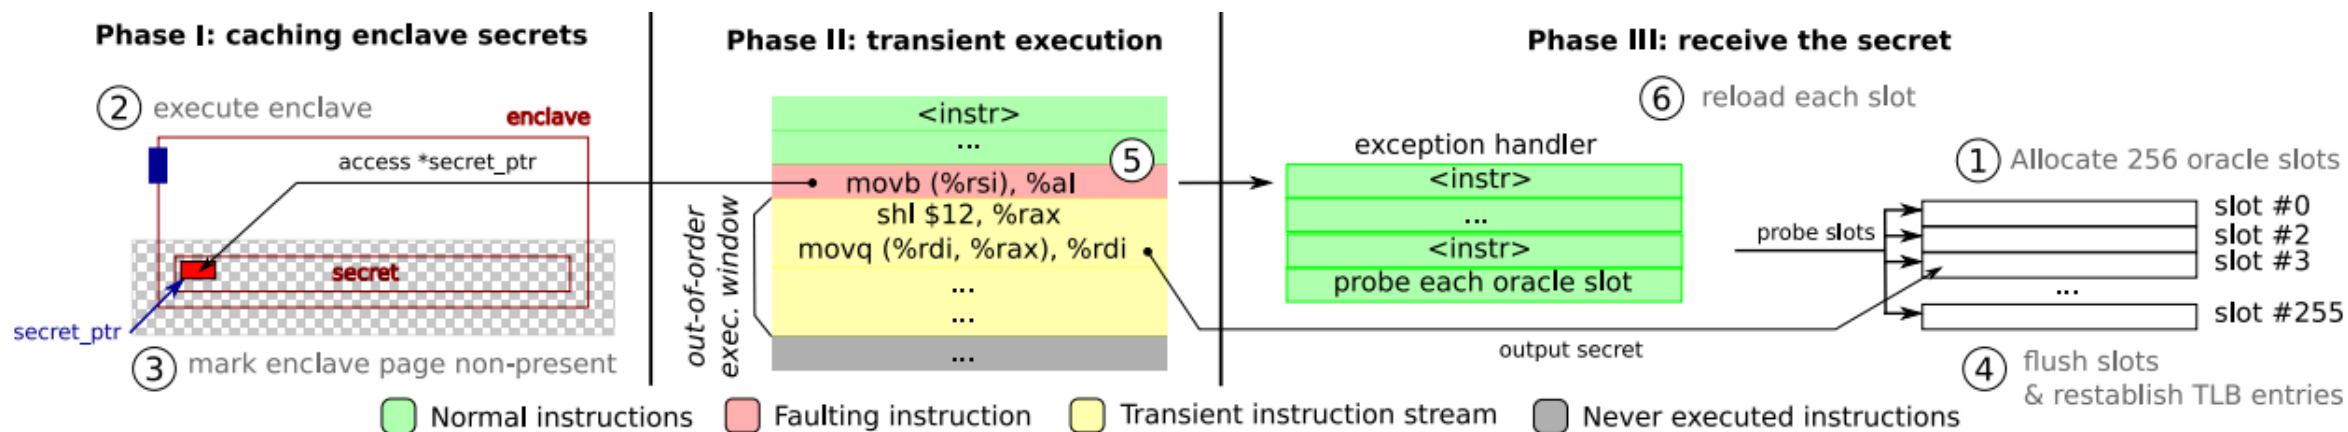 Phase I: caching enclave secrets
② execute enclave
enclave
access *secret_ptr
secret
secret_ptr
③ mark enclave page non-present
Phase II: transient execution
<instr>
...
⑤
movb (%rsi), %al
shl $12, %rax
movq (%rdi, %rax), %rdi
...
...
...
out-of-order
exec. window
Phase III: receive the secret
⑥ reload each slot
exception handler
<instr>
...
<instr>
probe each oracle slot
① Allocate 256 oracle slots
probe slots
slot #0
slot #2
slot #3
...
slot #255
output secret
④ flush slots
& restablish TLB entries
Normal instructions
Faulting instruction
Transient instruction stream
Never executed instructions